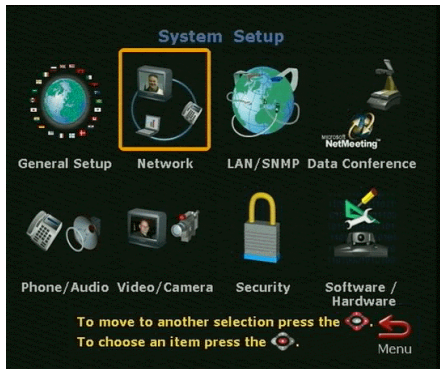 System Setup
Microsoft
NetMeeting
General Setup Network LAN/SNMP Data Conference
Phone/Audio Video/Camera Security Software /
Hardware
To move to another selection press the .
To choose an item press the .
Menu